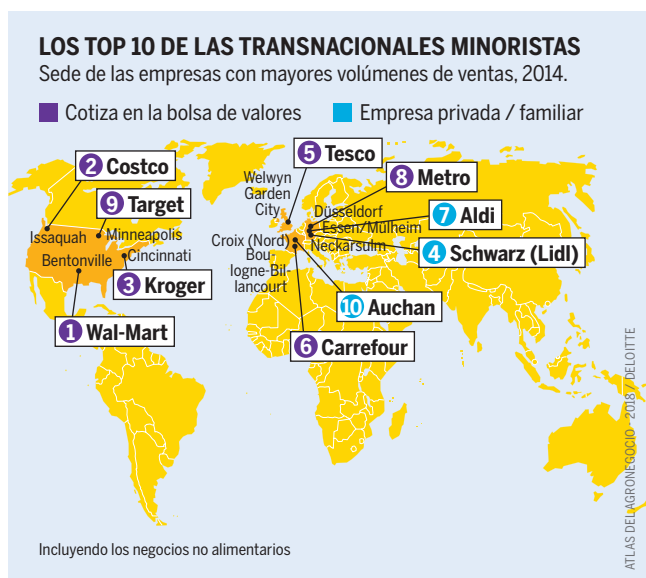 LOS TOP 10 DE LAS TRANSNACIONALES MINORISTAS
Sede de las empresas con mayores volúmenes de ventas, 2014.
Cotiza en la bolsa de valores
Empresa privada / familiar
2 Costco
9 Target
Issaquah
Minneapolis
Bentonville
Cincinnati
3 Kroger
1 Wal-Mart
5 Tesco
Welwyn
Garden
City
8 Metro
Düsseldorf
7 Aldi
Essen/Mülheim
Neckarsulm
4 Schwarz (Lidl)
Croix (Nord)
Bou-
logne-Bil-
lancourt
10 Auchan
6 Carrefour
Incluyendo los negocios no alimentarios
ATLAS DEL AGRONEGOCIO - 2018 / DELOITTE